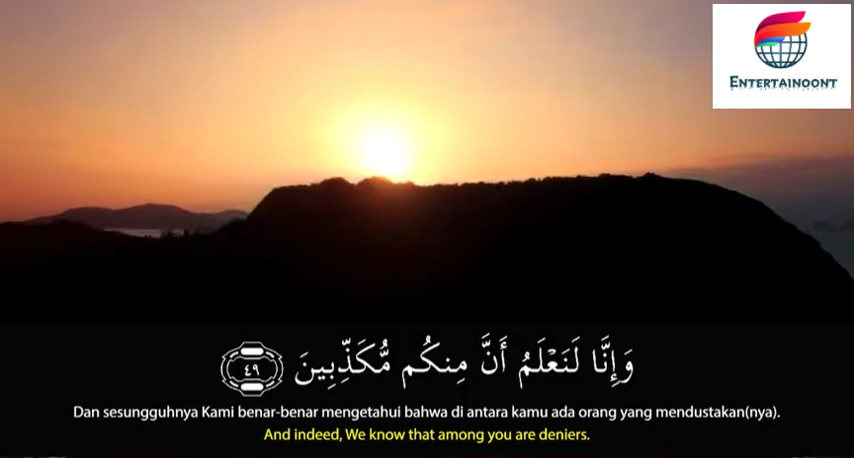 ENTERTAINOONT
وَإِنَّا لَنَعْلَمُ أَنَّ مِنكُم مُّكَذِّبِينَ ٤٩
Dan sesungguhnya Kami benar-benar mengetahui bahwa di antara kamu ada orang yang mendustakan(nya).
And indeed, We know that among you are deniers.